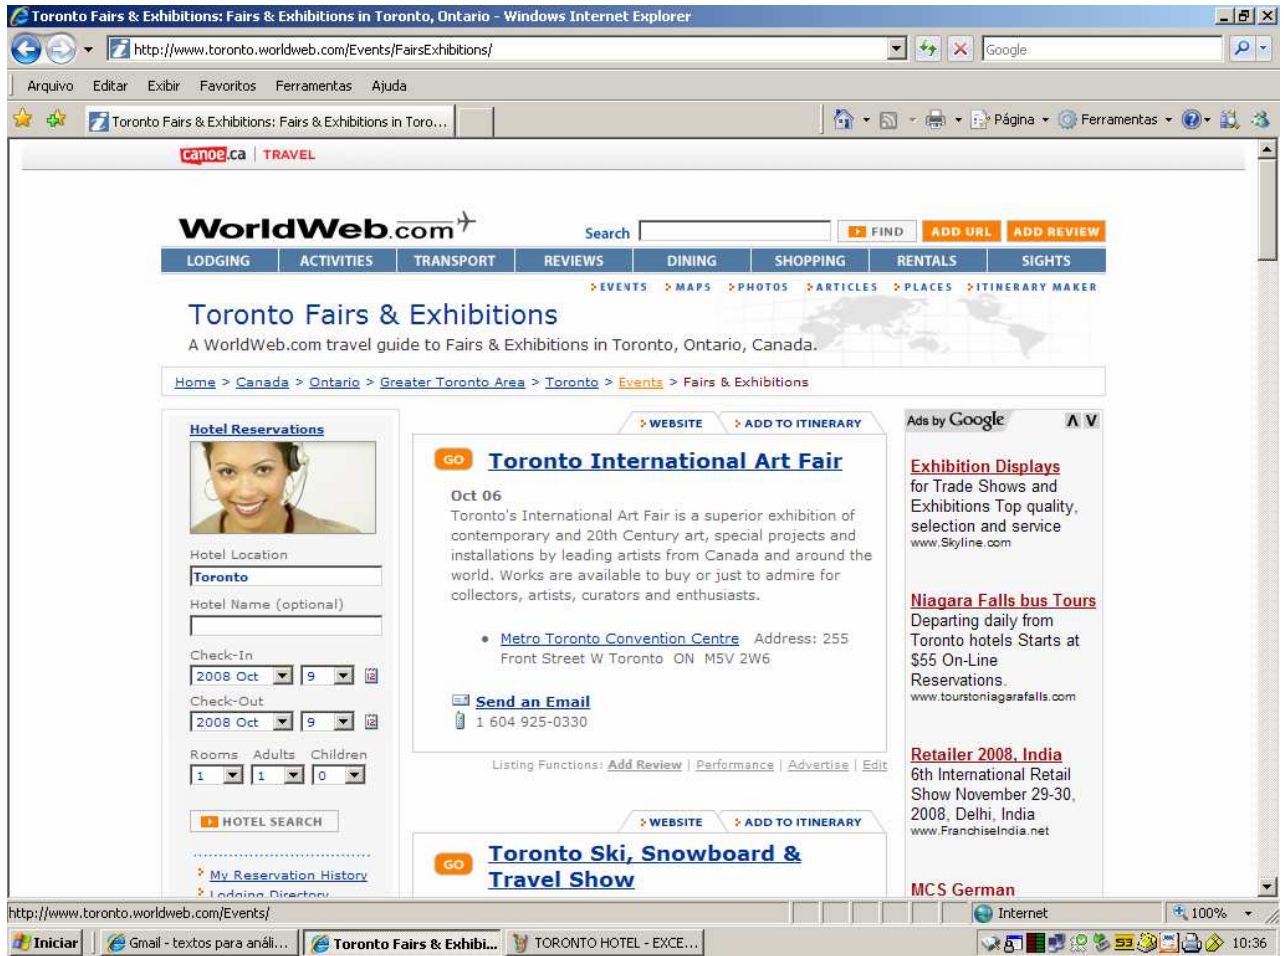 Toronto Fairs & Exhibitions: Fairs & Exhibitions in Toronto, Ontario - Windows Internet Explorer
http://www.toronto.worldweb.com/Events/FairsExhibitions/
Google
Arquivo Editar Exibir Favoritos Ferramentas Ajuda
Toronto Fairs & Exhibitions: Fairs & Exhibitions in Toro...
Página Ferramentas
canoe.ca | TRAVEL
WorldWeb.com
Search
FIND ADD URL ADD REVIEW
LODGING ACTIVITIES TRANSPORT REVIEWS DINING SHOPPING RENTALS SIGHTS
EVENTS MAPS PHOTOS ARTICLES PLACES ITINERARY MAKER
Toronto Fairs & Exhibitions
A WorldWeb.com travel guide to Fairs & Exhibitions in Toronto, Ontario, Canada.
Home > Canada > Ontario > Greater Toronto Area > Toronto > Events > Fairs & Exhibitions
Hotel Reservations
Hotel Location
Toronto
Hotel Name (optional)
Check-In
2008 Oct 9
Check-Out
2008 Oct 9
Rooms Adults Children
1 1 0
HOTEL SEARCH
My Reservation History
Lodging Directory
WEBSITE ADD TO ITINERARY
GO Toronto International Art Fair
Oct 06
Toronto's International Art Fair is a superior exhibition of
contemporary and 20th Century art, special projects and
installations by leading artists from Canada and around the
world. Works are available to buy or just to admire for
collectors, artists, curators and enthusiasts.
• Metro Toronto Convention Centre Address: 255
Front Street W Toronto ON M5V 2W6
Send an Email
1 604 925-0330
Listing Functions: Add Review | Performance | Advertise | Edit
WEBSITE ADD TO ITINERARY
GO Toronto Ski, Snowboard &
Travel Show
Ads by Google
Exhibition Displays
for Trade Shows and
Exhibitions Top quality,
selection and service
www.Skyline.com
Niagara Falls bus Tours
Departing daily from
Toronto hotels Starts at
$55 On-Line
Reservations.
www.tourstoniagarafalls.com
Retailer 2008, India
6th International Retail
Show November 29-30,
2008, Delhi, India
www.FranchiseIndia.net
MCS German
http://www.toronto.worldweb.com/Events/
Internet
100%
Iniciar
Gmail - textos para análi...
Toronto Fairs & Exhibi...
TORONTO HOTEL - EXCE...
53
10:36